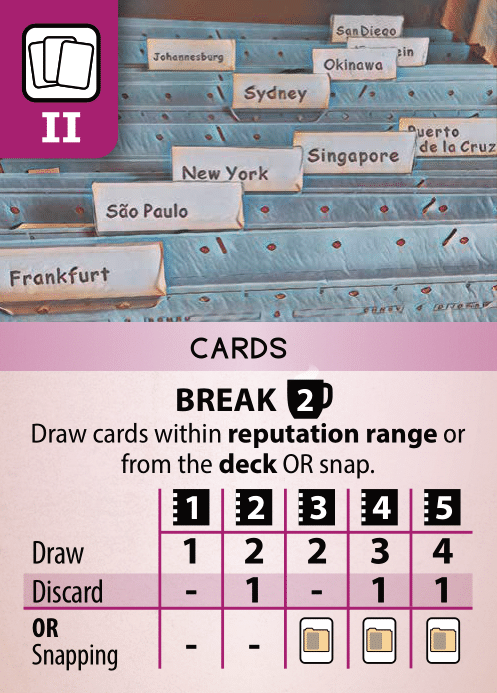 II
San Diego
Johannesburg
Okinawa
Sydney
Puerto
de la Cruz
Singapore
New York
São Paulo
Frankfurt
CARDS
BREAK 2
Draw cards within reputation range or
from the deck OR snap.
1 2 3 4 5
Draw 1 2 2 3 4
Discard - 1 - 1 1
OR
Snapping - -